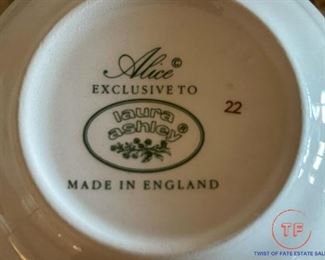 Alice ©
EXCLUSIVE TO
22
laura
ashley ®
MADE IN ENGLAND
TF
TWIST OF FATE ESTATE SAL